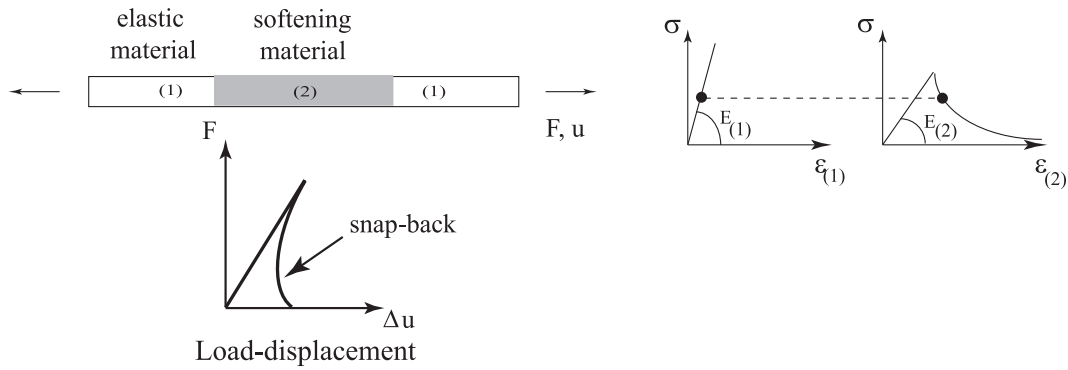 elastic material
softening material
(1) (2) (1)
F
F, u
snap-back
Δu
Load-displacement
σ
E(1)
ε(1)
σ
E(2)
ε(2)